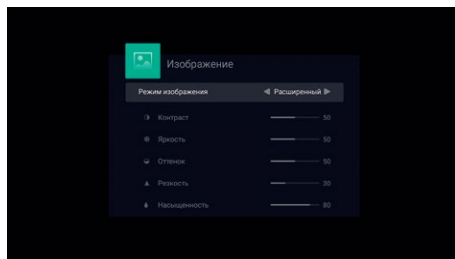 Изображение
Режим изображения Расширенный
Контраст 50
Яркость 50
Оттенок 50
Резкость 30
Насыщенность 80